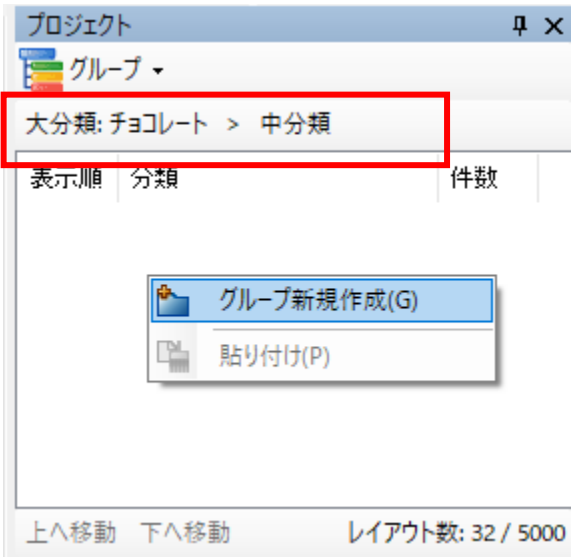 プロジェクト
グループ
大分類: チョコレート > 中分類
表示順 分類 件数
グループ新規作成(G)
貼り付け(P)
上へ移動 下へ移動 レイアウト数: 32 / 5000